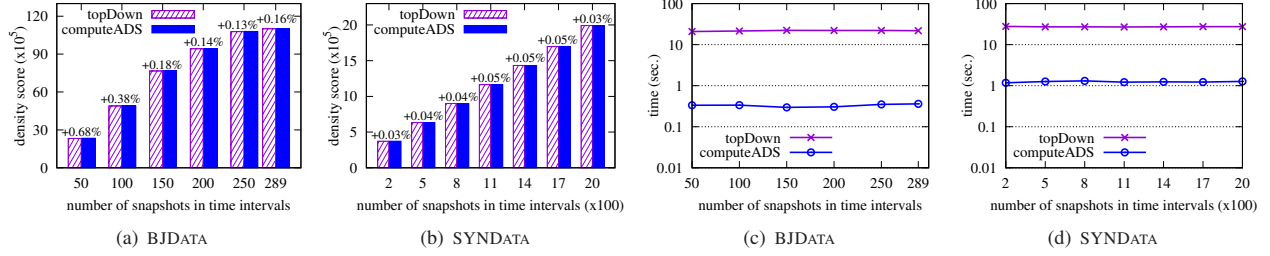 density score (x10⁵)
120
90
60
30
0
topDown
computeADS
+0.68%
+0.38%
+0.18%
+0.14%
+0.13%
+0.16%
50 100 150 200 250 289
number of snapshots in time intervals
(a) BJDATA
density score (x10⁵)
20
15
10
5
0
topDown
computeADS
+0.03%
+0.04%
+0.04%
+0.05%
+0.05%
+0.05%
+0.03%
2 5 8 11 14 17 20
number of snapshots in time intervals (x100)
(b) SYNDATA
time (sec.)
100
10
1
0.1
0.01
topDown
computeADS
50 100 150 200 250 289
number of snapshots in time intervals
(c) BJDATA
time (sec.)
100
10
1
0.1
0.01
topDown
computeADS
2 5 8 11 14 17 20
number of snapshots in time intervals (x100)
(d) SYNDATA